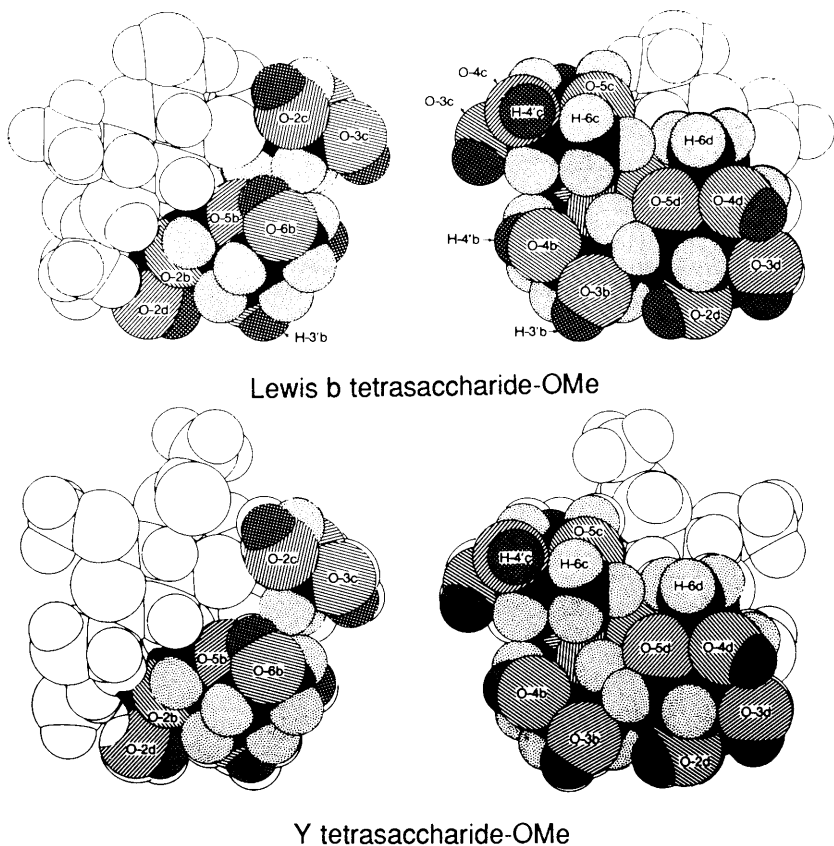 O-2c
O-3c
O-5b
O-6b
O-2b
O-2d
H-3'b
O-4c
O-5c
O-3c
H-4'c
H-6c
H-6d
O-5d
O-4d
H-4'b
O-4b
O-3d
O-3b
O-2d
H-3'b
Lewis b tetrasaccharide-OMe
O-2c
O-3c
O-5b
O-6b
O-2b
O-2d
O-5c
H-4'c
H-6c
H-6d
O-5d
O-4d
O-4b
O-3d
O-3b
O-2d
Y tetrasaccharide-OMe